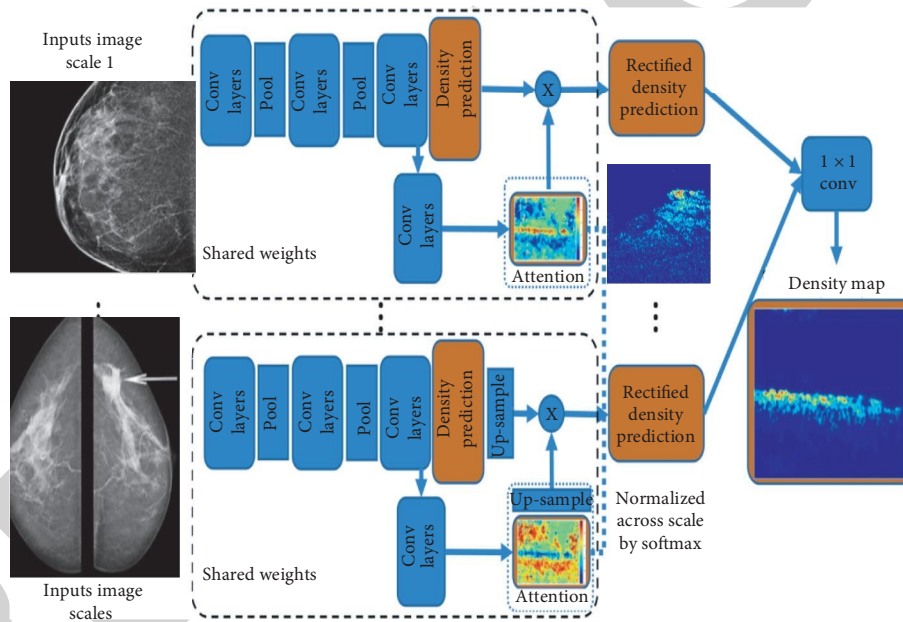 Inputs image
scale 1
Conv
layers
Pool
Conv
layers
Pool
Conv
layers
Density
prediction
X
Conv
layers
Shared weights
Attention
Rectified
density
prediction
1 × 1
conv
Density map
Inputs image
scales
Conv
layers
Pool
Conv
layers
Pool
Conv
layers
Density
prediction
Up-sample
X
Conv
layers
Shared weights
Up-sample
Attention
Rectified
density
prediction
Normalized
across scale
by softmax